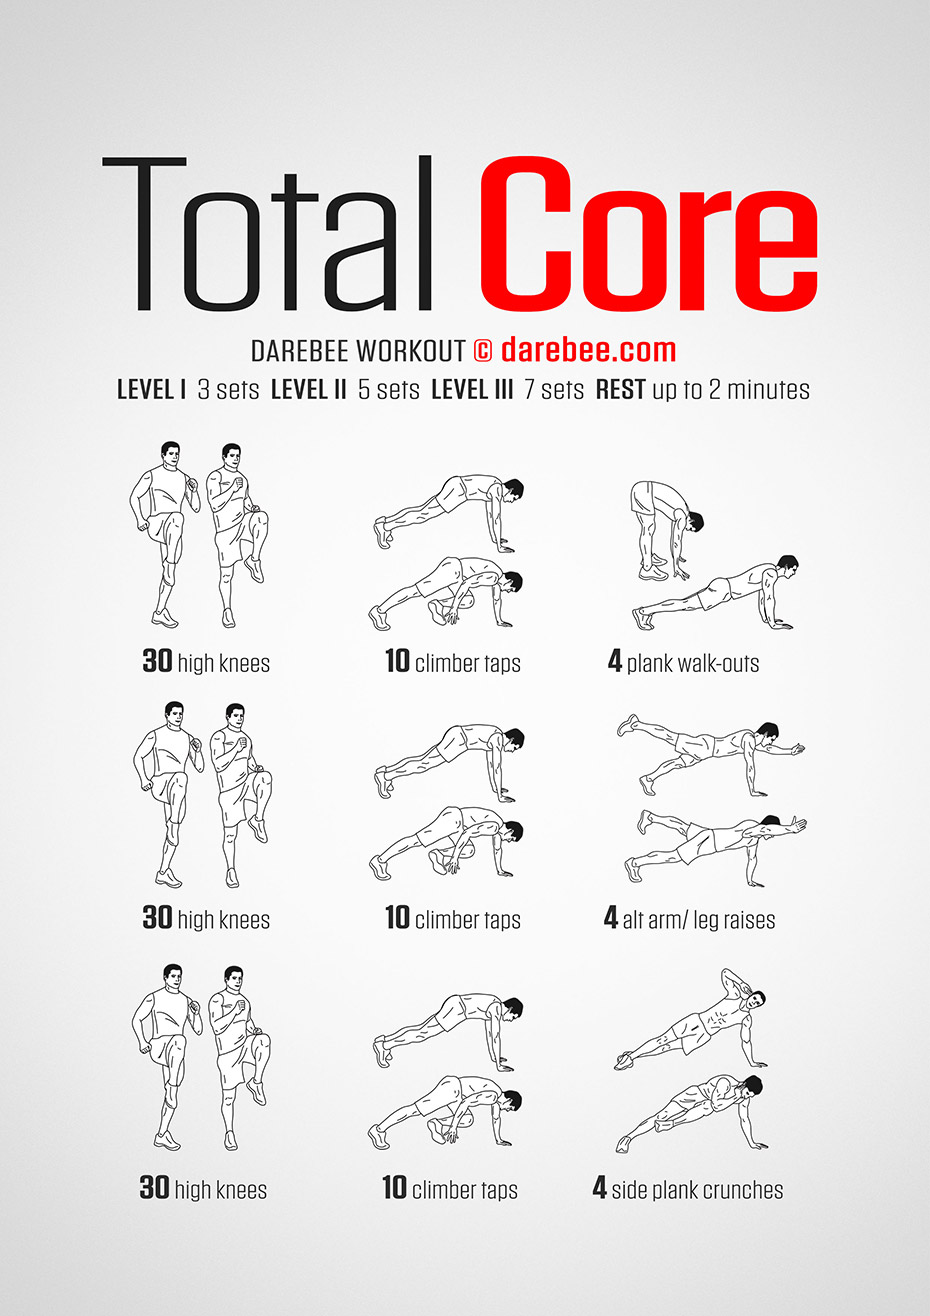 Total Core
DAREBEE WORKOUT © darebee.com
LEVEL I 3 sets LEVEL II 5 sets LEVEL III 7 sets REST up to 2 minutes
30 high knees
10 climber taps
4 plank walk-outs
30 high knees
10 climber taps
4 alt arm/ leg raises
30 high knees
10 climber taps
4 side plank crunches